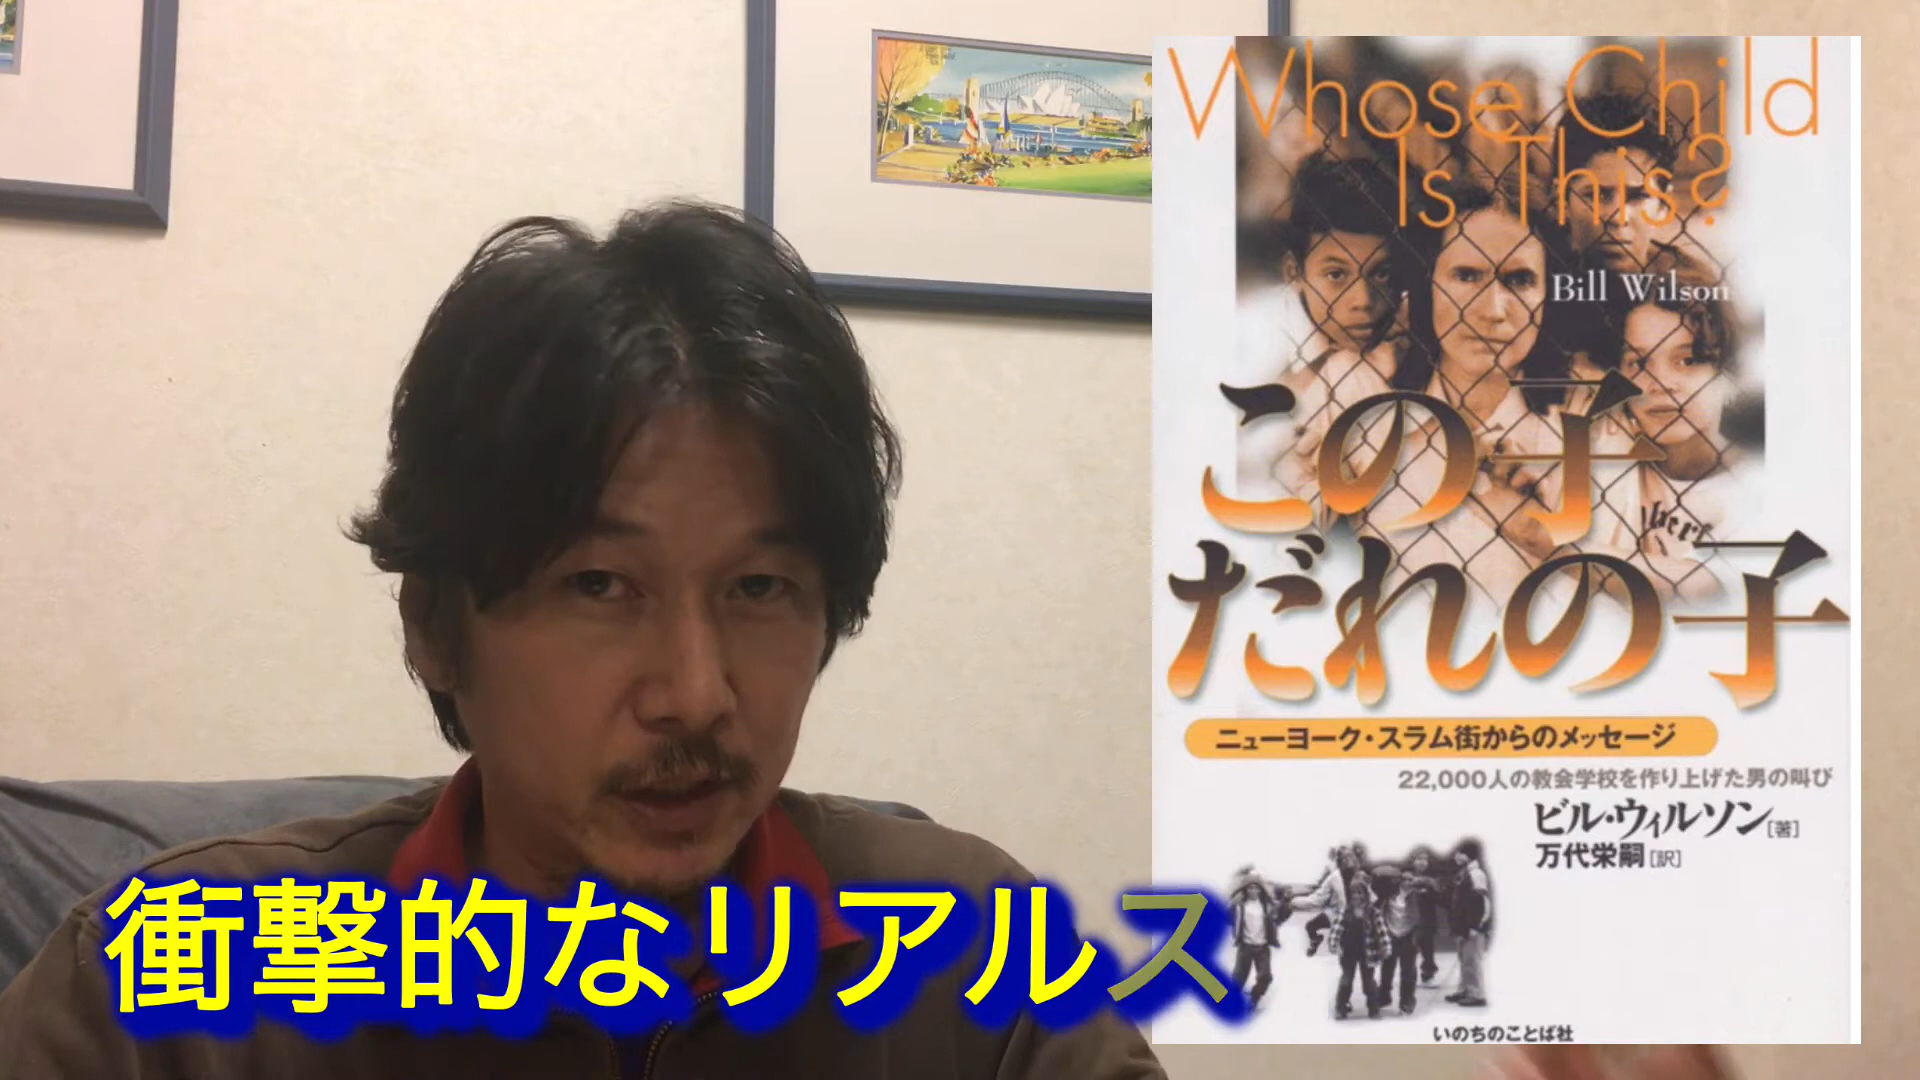 Whose Child
Is This?
Bill Wilson
この子
だれの子
ニューヨーク・スラム街からのメッセージ
22,000人の教会学校を作り上げた男の叫び
ビル・ウィルソン[著]
万代栄嗣[訳]
いのちのことば社
衝撃的なリアルス